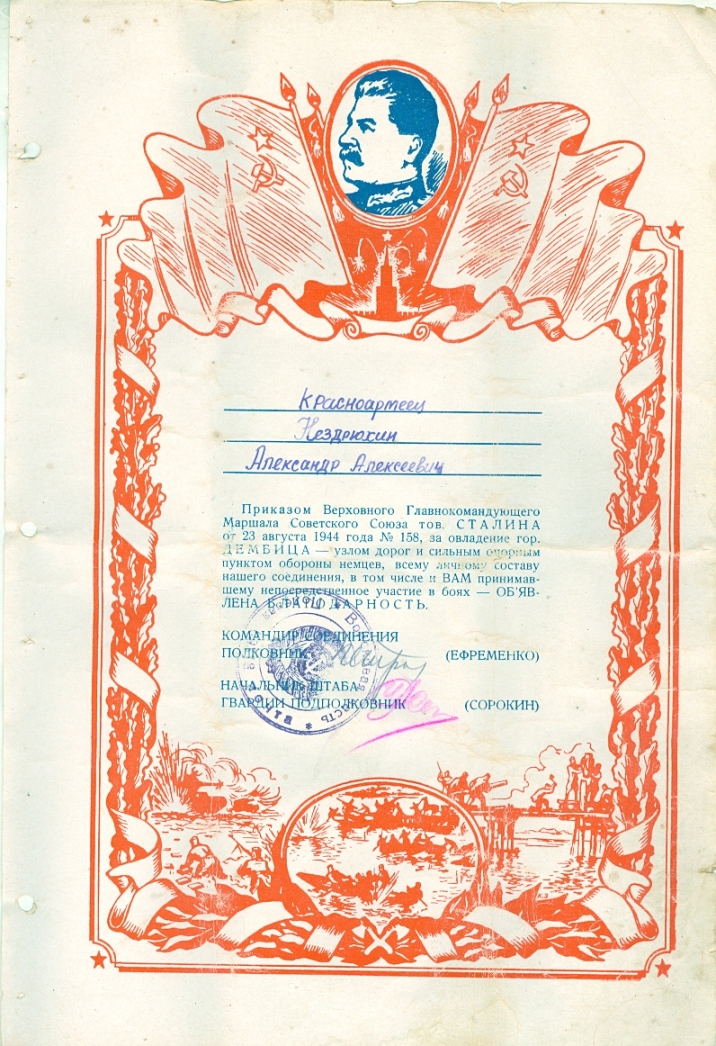 Красноармеец
Нездрюхин
Александр Алексеевич
Приказом Верховного Главнокомандующего
Маршала Советского Союза тов. СТАЛИНА
от 23 августа 1944 года № 158, за овладение гор.
ДЕМБИЦА — узлом дорог и сильным опорным
пунктом обороны немцев, всему личному составу
нашего соединения, в том числе и ВАМ принимав-
шему непосредственное участие в боях — ОБ'ЯВ-
ЛЕНА БЛАГОДАРНОСТЬ.
КОМАНДИР СОЕДИНЕНИЯ
ПОЛКОВНИК (ЕФРЕМЕНКО)
НАЧАЛЬНИК ШТАБА
ГВАРДИИ ПОДПОЛКОВНИК (СОРОКИН)